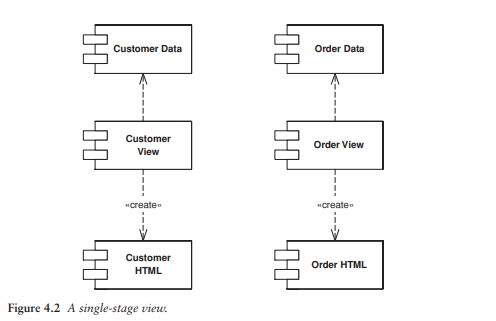 Customer Data
Order Data
Customer
View
Order View
«create»
«create»
Customer
HTML
Order HTML
Figure 4.2 A single-stage view.